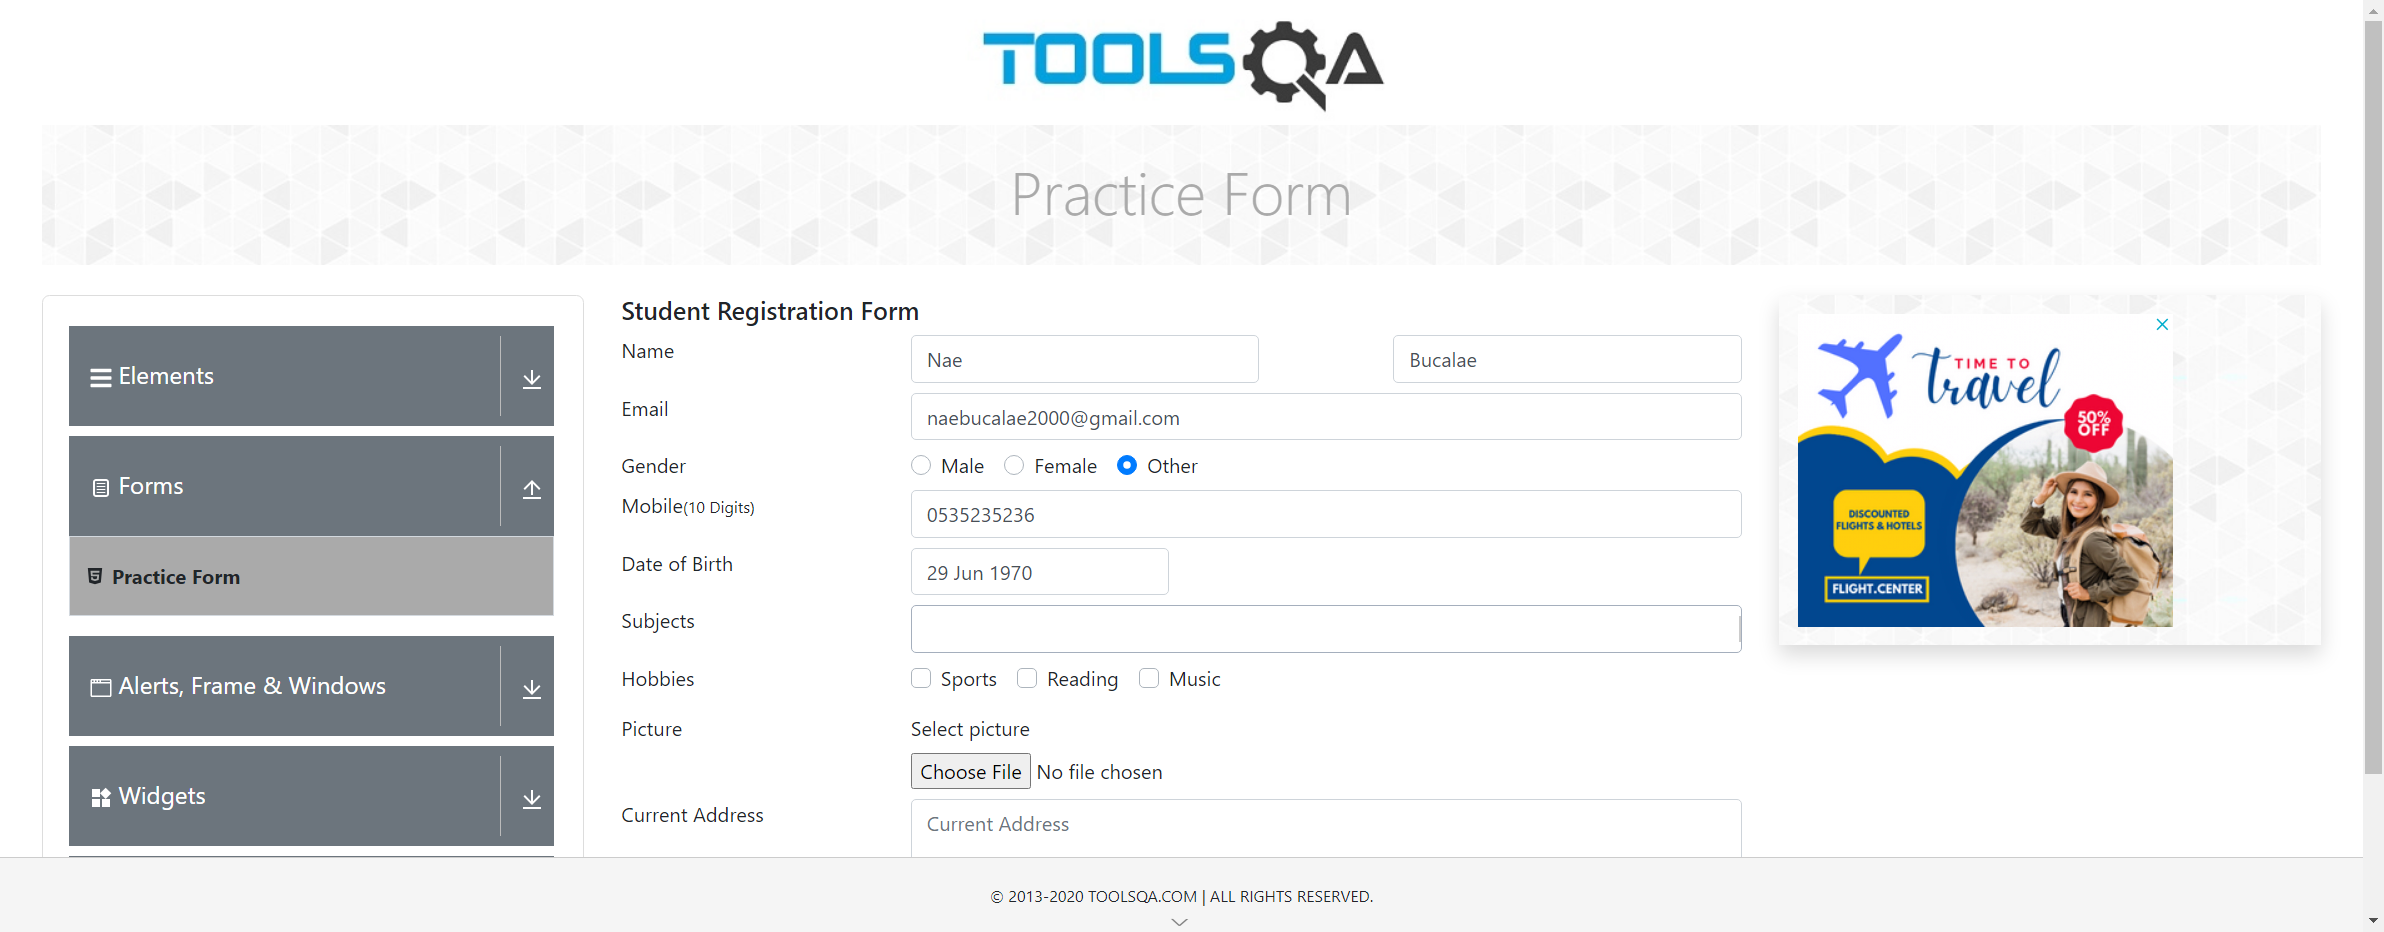 TOOLSQA
Practice Form
Elements
Forms
Practice Form
Alerts, Frame & Windows
Widgets
Student Registration Form
Name
Nae
Bucalae
Email
naebucalae2000@gmail.com
Gender
Male
Female
Other
Mobile(10 Digits)
0535235236
Date of Birth
29 Jun 1970
Subjects
Hobbies
Sports
Reading
Music
Picture
Select picture
Choose File
No file chosen
Current Address
Current Address
TIME TO
travel
50%
OFF
DISCOUNTED
FLIGHTS & HOTELS
FLIGHT.CENTER
© 2013-2020 TOOLSQA.COM | ALL RIGHTS RESERVED.